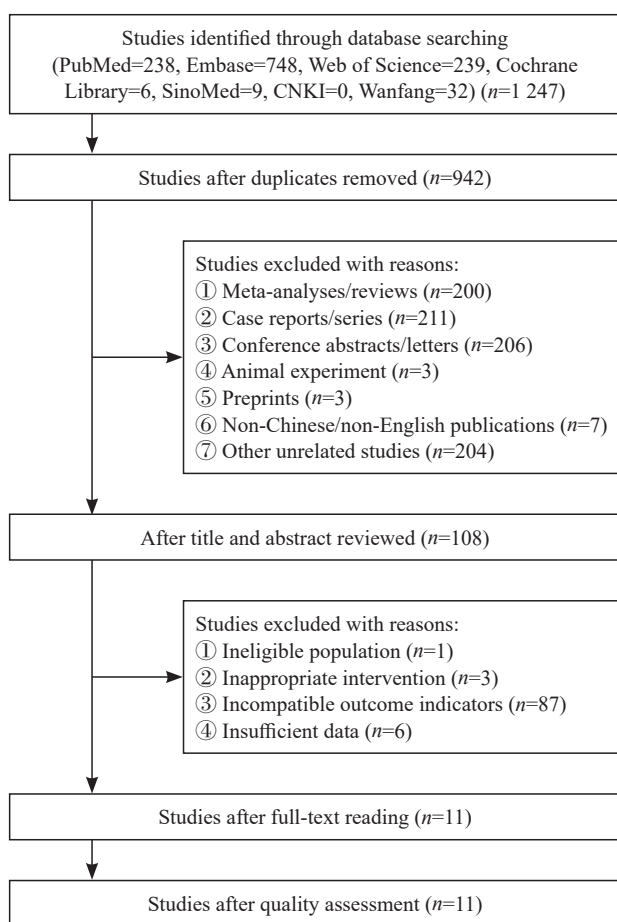 Studies identified through database searching
(PubMed=238, Embase=748, Web of Science=239, Cochrane
Library=6, SinoMed=9, CNKI=0, Wanfang=32) (n=1 247)
Studies after duplicates removed (n=942)
Studies excluded with reasons:
① Meta-analyses/reviews (n=200)
② Case reports/series (n=211)
③ Conference abstracts/letters (n=206)
④ Animal experiment (n=3)
⑤ Preprints (n=3)
⑥ Non-Chinese/non-English publications (n=7)
⑦ Other unrelated studies (n=204)
After title and abstract reviewed (n=108)
Studies excluded with reasons:
① Ineligible population (n=1)
② Inappropriate intervention (n=3)
③ Incompatible outcome indicators (n=87)
④ Insufficient data (n=6)
Studies after full-text reading (n=11)
Studies after quality assessment (n=11)